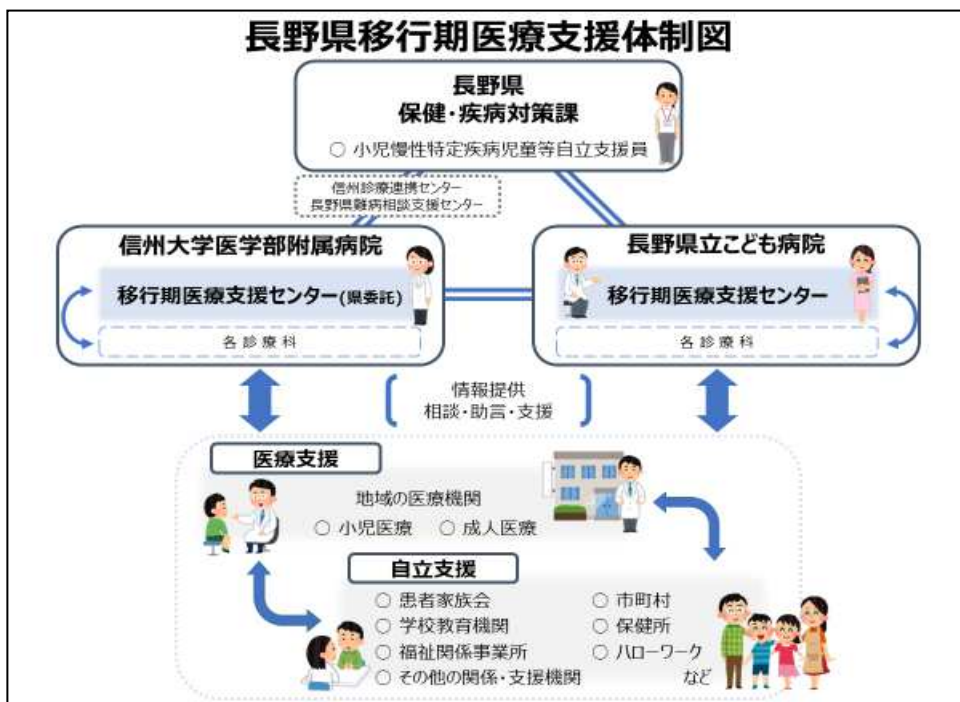 長野県移行期医療支援体制図
長野県
保健・疾病対策課
○ 小児慢性特定疾病児童等自立支援員
信州診療連携センター
長野県難病相談支援センター
信州大学医学部附属病院
移行期医療支援センター(県委託)
各診療科
長野県立こども病院
移行期医療支援センター
各診療科
情報提供
相談・助言・支援
医療支援
地域の医療機関
○ 小児医療 ○ 成人医療
自立支援
○ 患者家族会 ○ 市町村
○ 学校教育機関 ○ 保健所
○ 福祉関係事業所 ○ ハローワーク
○ その他の関係・支援機関 など